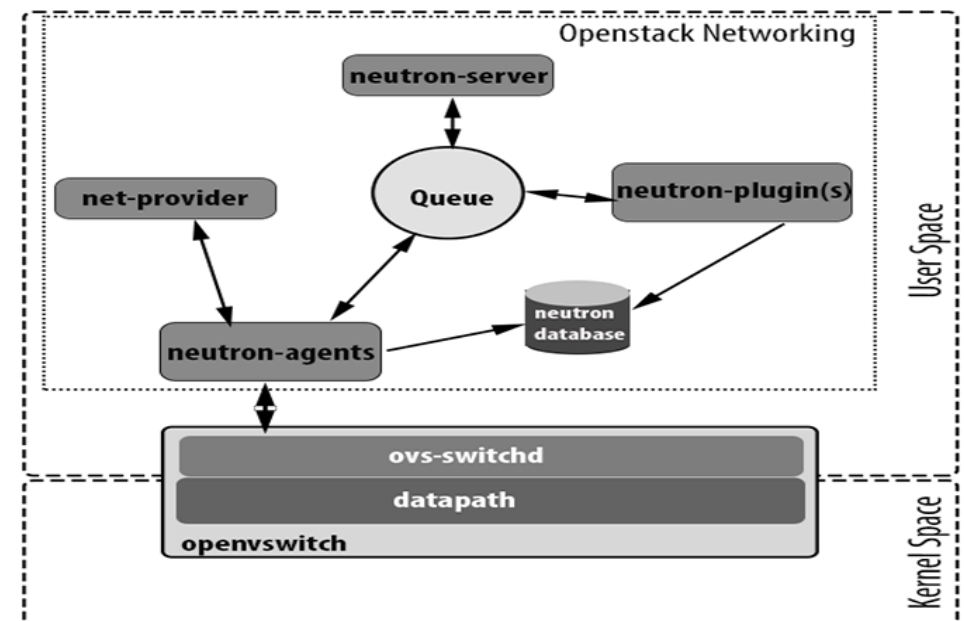 Openstack Networking
neutron-server
Queue
net-provider
neutron-plugin(s)
neutron
database
neutron-agents
User Space
ovs-switchd
datapath
openvswitch
Kernel Space